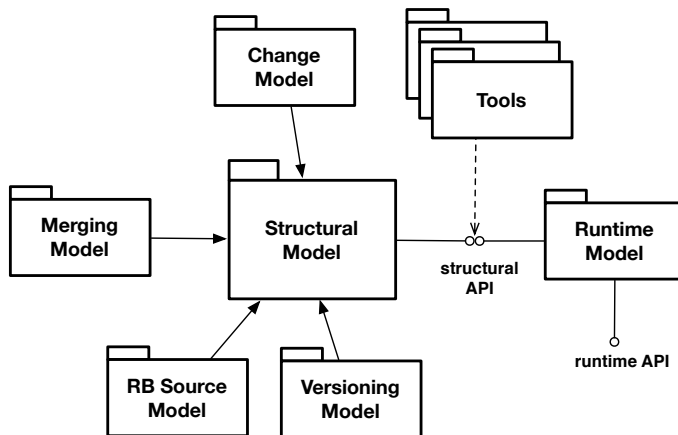 Change
Model
Tools
Merging
Model
Structural
Model
Runtime
Model
structural
API
runtime API
RB Source
Model
Versioning
Model